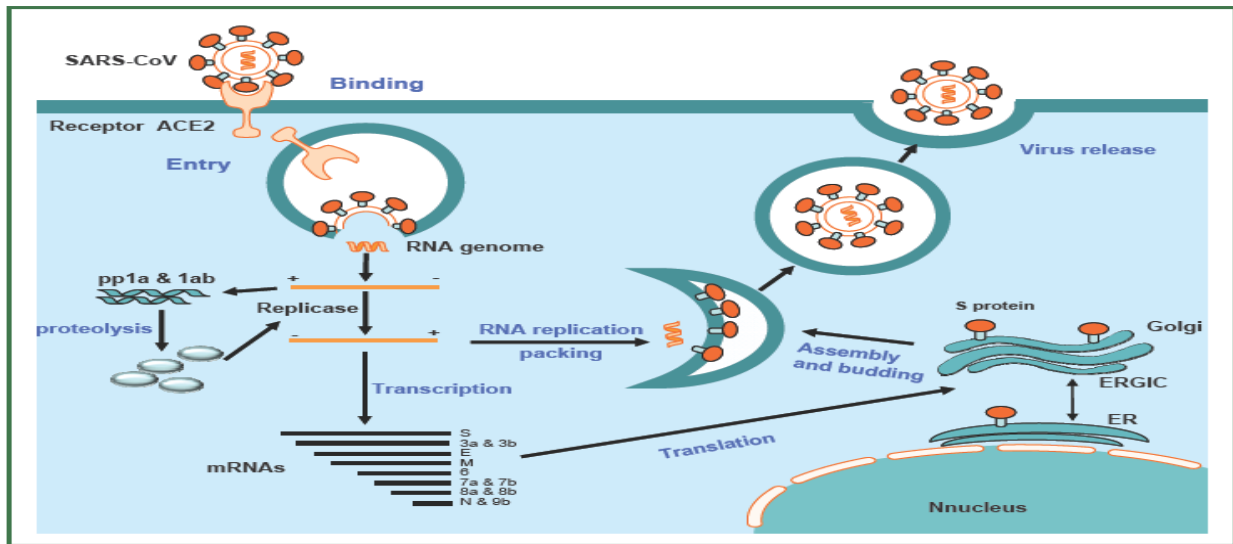 SARS-CoV
Binding
Receptor ACE2
Entry
Virus release
RNA genome
pp1a & 1ab
+
-
Replicase
proteolysis
-
+
RNA replication
packing
S protein
Golgi
Assembly
and budding
ERGIC
Transcription
ER
Translation
mRNAs
S
3a & 3b
E
M
6
7a & 7b
8a & 8b
N & 9b
Nnucleus